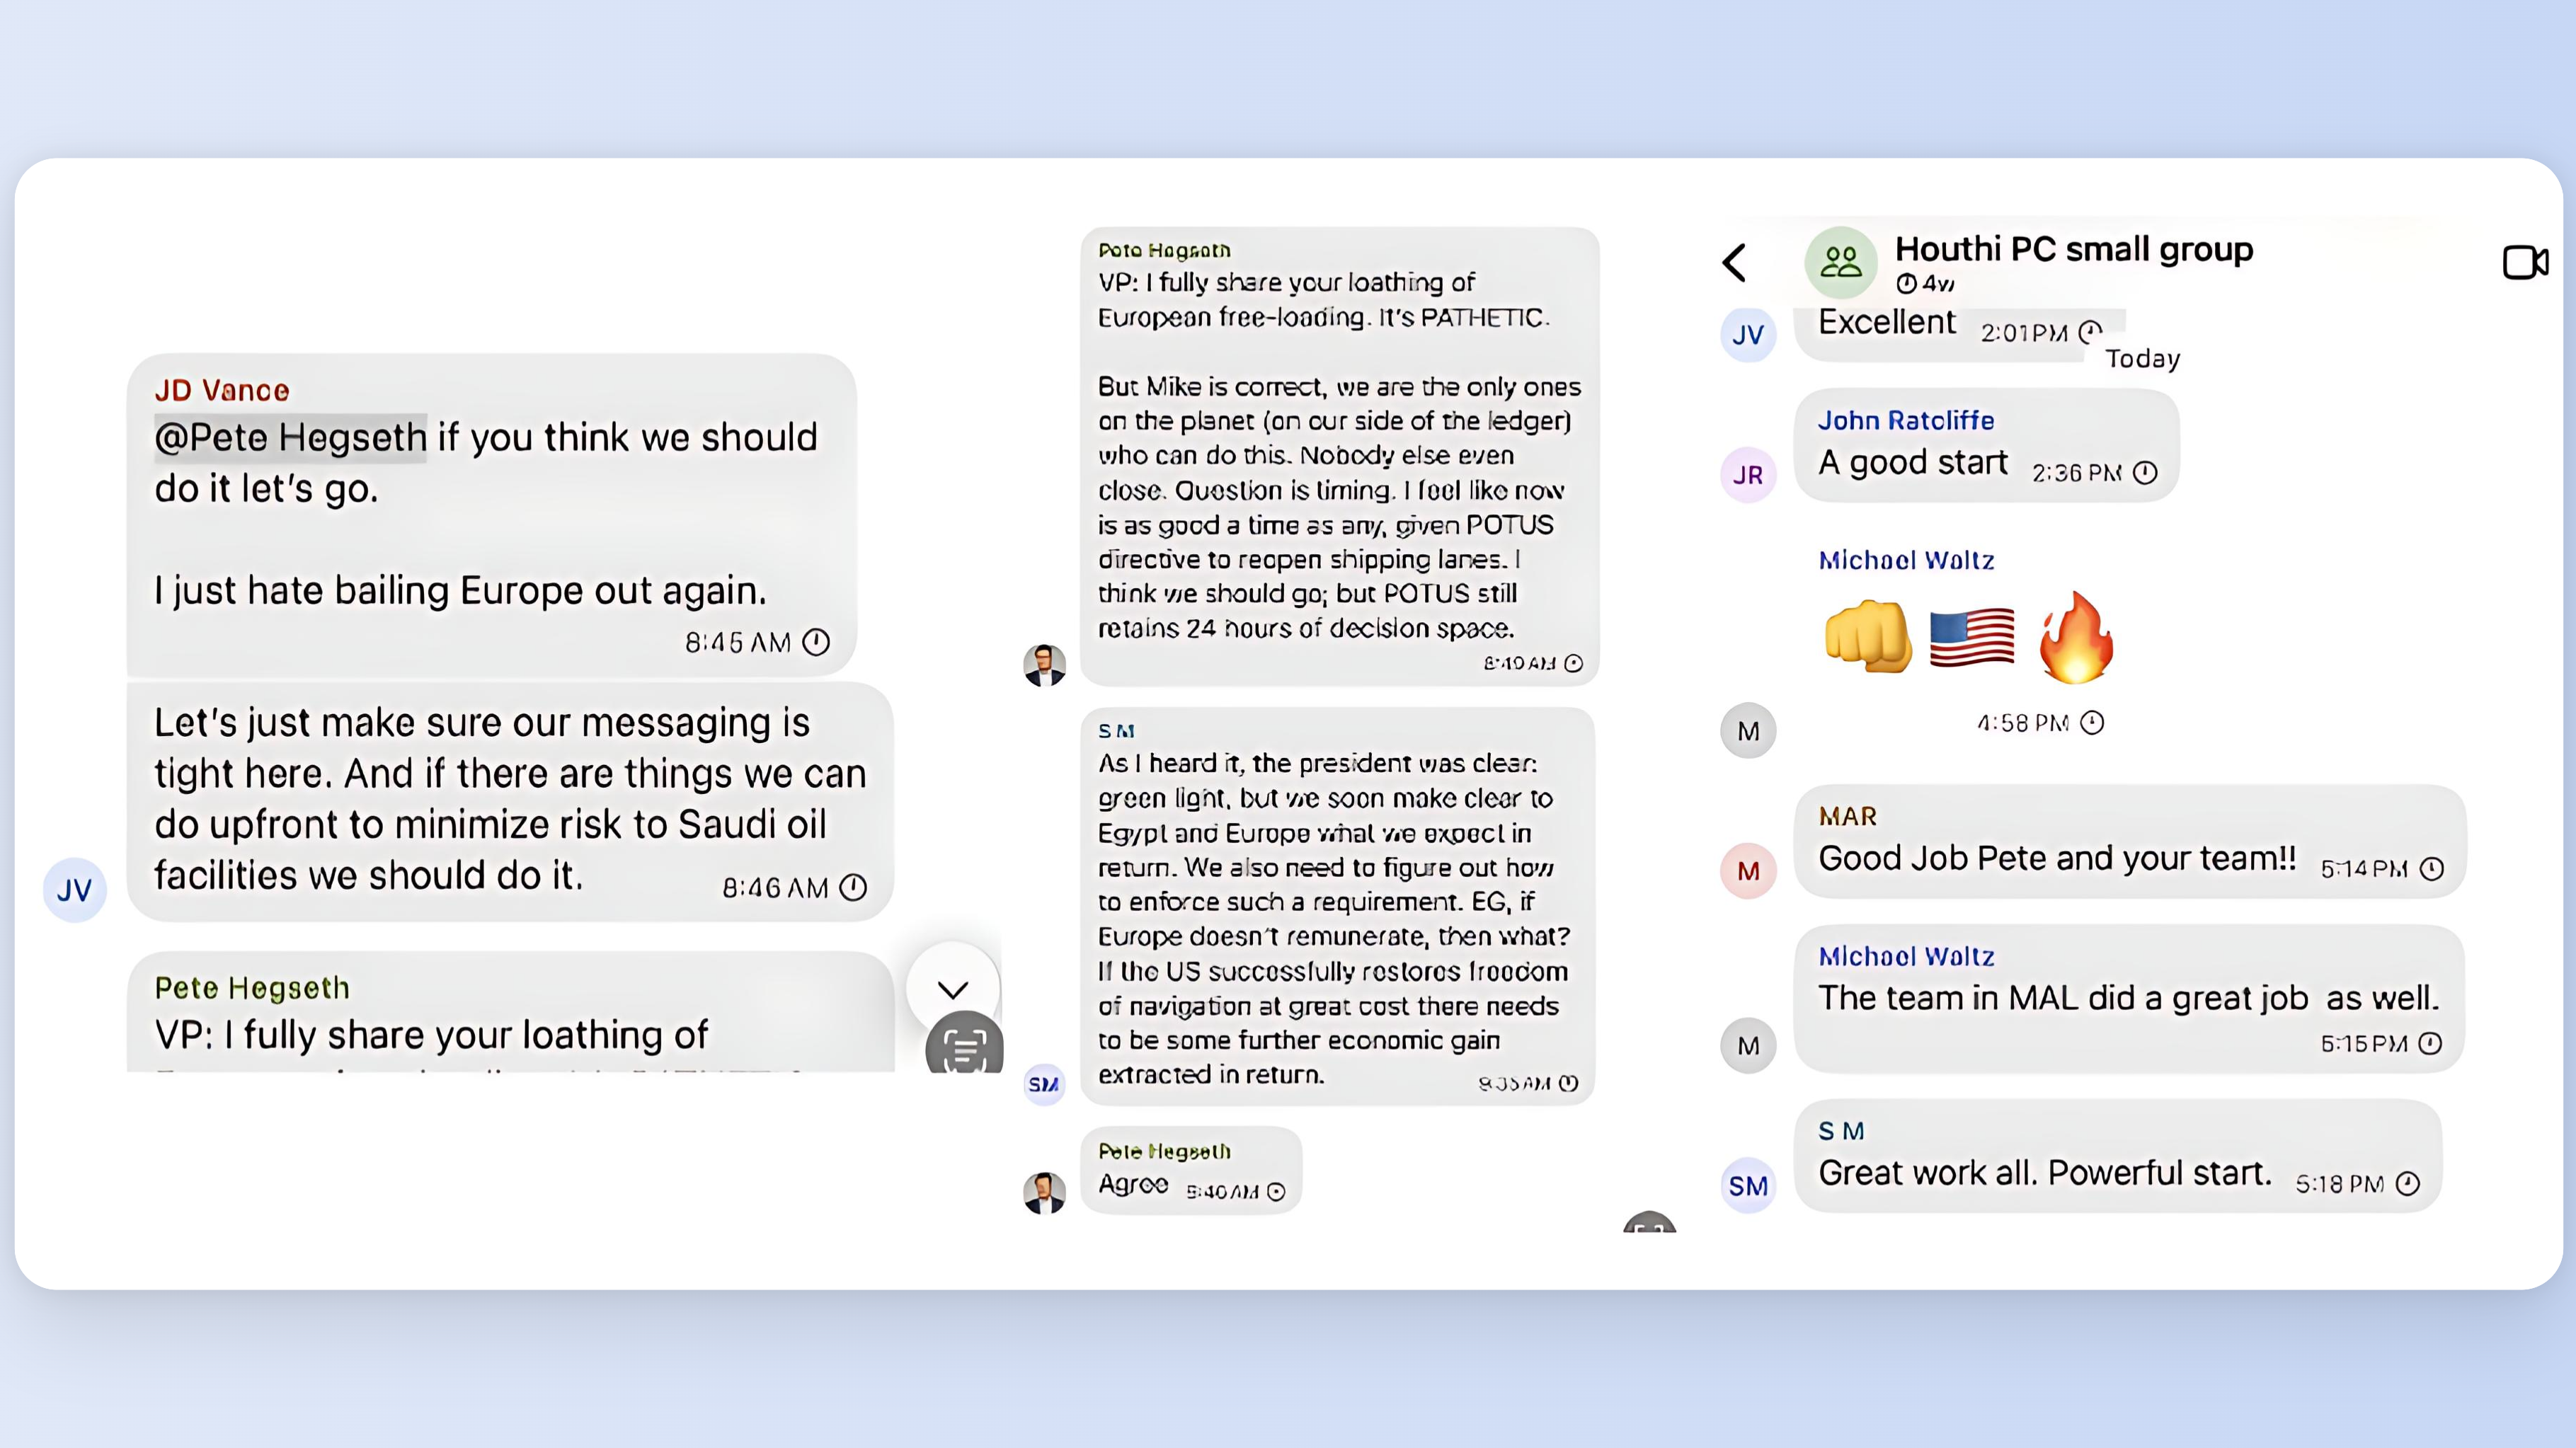 JD Vance
@Pete Hegseth if you think we should
do it let's go.
I just hate bailing Europe out again.
8:45 AM
Let's just make sure our messaging is
tight here. And if there are things we can
do upfront to minimize risk to Saudi oil
facilities we should do it.
8:46 AM
JV
Pete Hegseth
VP: I fully share your loathing of
Pete Hegseth
VP: I fully share your loathing of
European free-loading. It's PATHETIC.
But Mike is correct, we are the only ones
on the planet (on our side of the ledger)
who can do this. Nobody else even
close. Question is timing. I feel like now
is as good a time as any, given POTUS
directive to reopen shipping lanes. I
think we should go; but POTUS still
retains 24 hours of decision space.
S M
As I heard it, the president was clear:
green light, but we soon make clear to
Egypt and Europe what we expect in
return. We also need to figure out how
to enforce such a requirement. EG, if
Europe doesn't remunerate, then what?
If the US successfully restores freedom
of navigation at great cost there needs
to be some further economic gain
extracted in return.
SM
Pete Hegseth
Agree
Houthi PC small group
4w
JV
Excellent 2:01 PM
Today
John Ratcliffe
A good start 2:36 PM
JR
Michael Waltz
4:58 PM
M
MAR
Good Job Pete and your team!! 5:14 PM
M
Michael Waltz
The team in MAL did a great job as well.
5:15 PM
M
S M
Great work all. Powerful start. 5:18 PM
SM